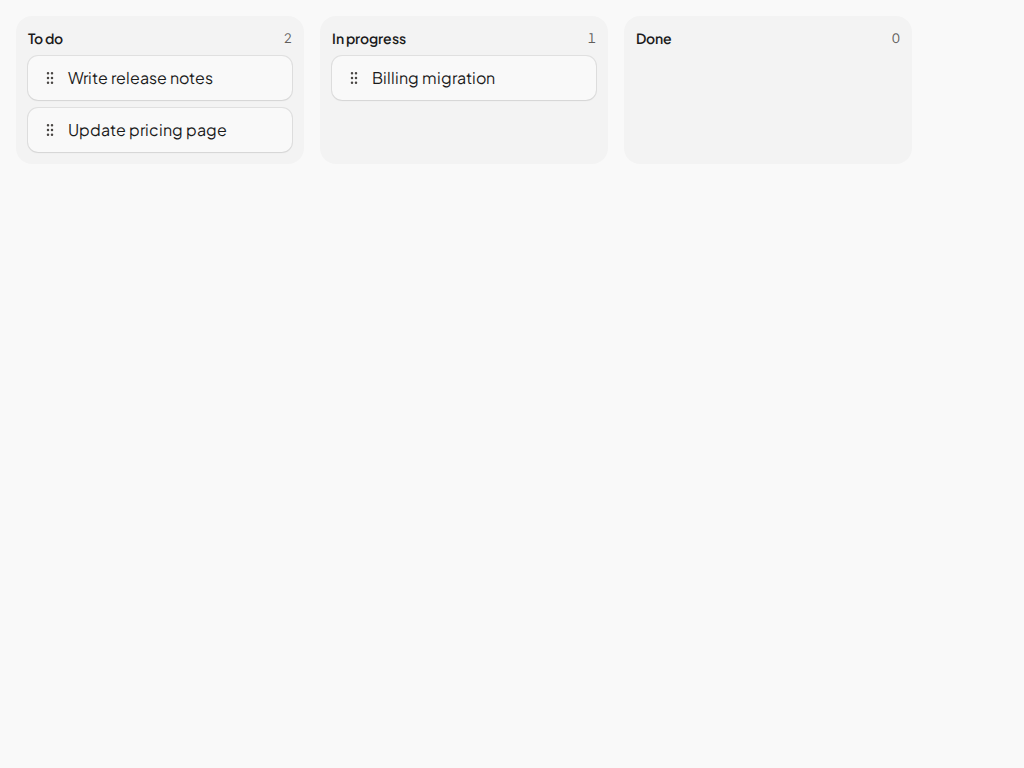 To do 2
Write release notes
Update pricing page
In progress 1
Billing migration
Done 0